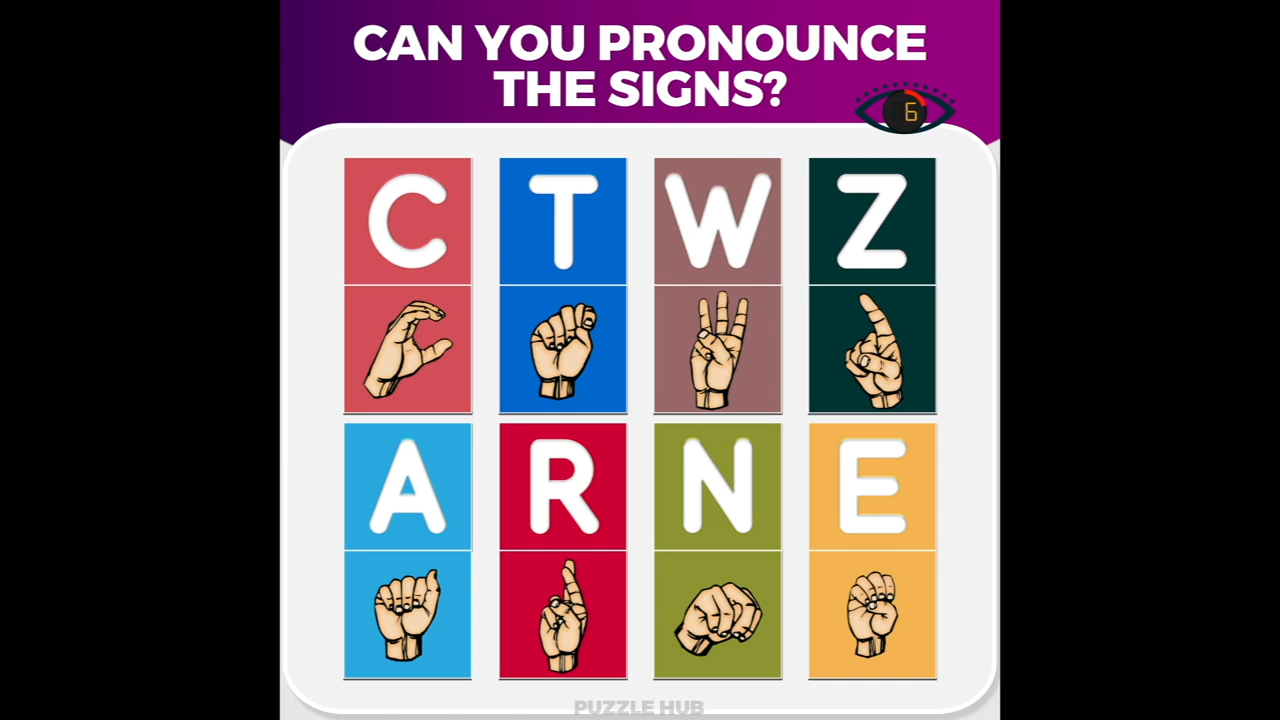 CAN YOU PRONOUNCE
THE SIGNS?
6
C T W Z
A R N E
PUZZLE HUB